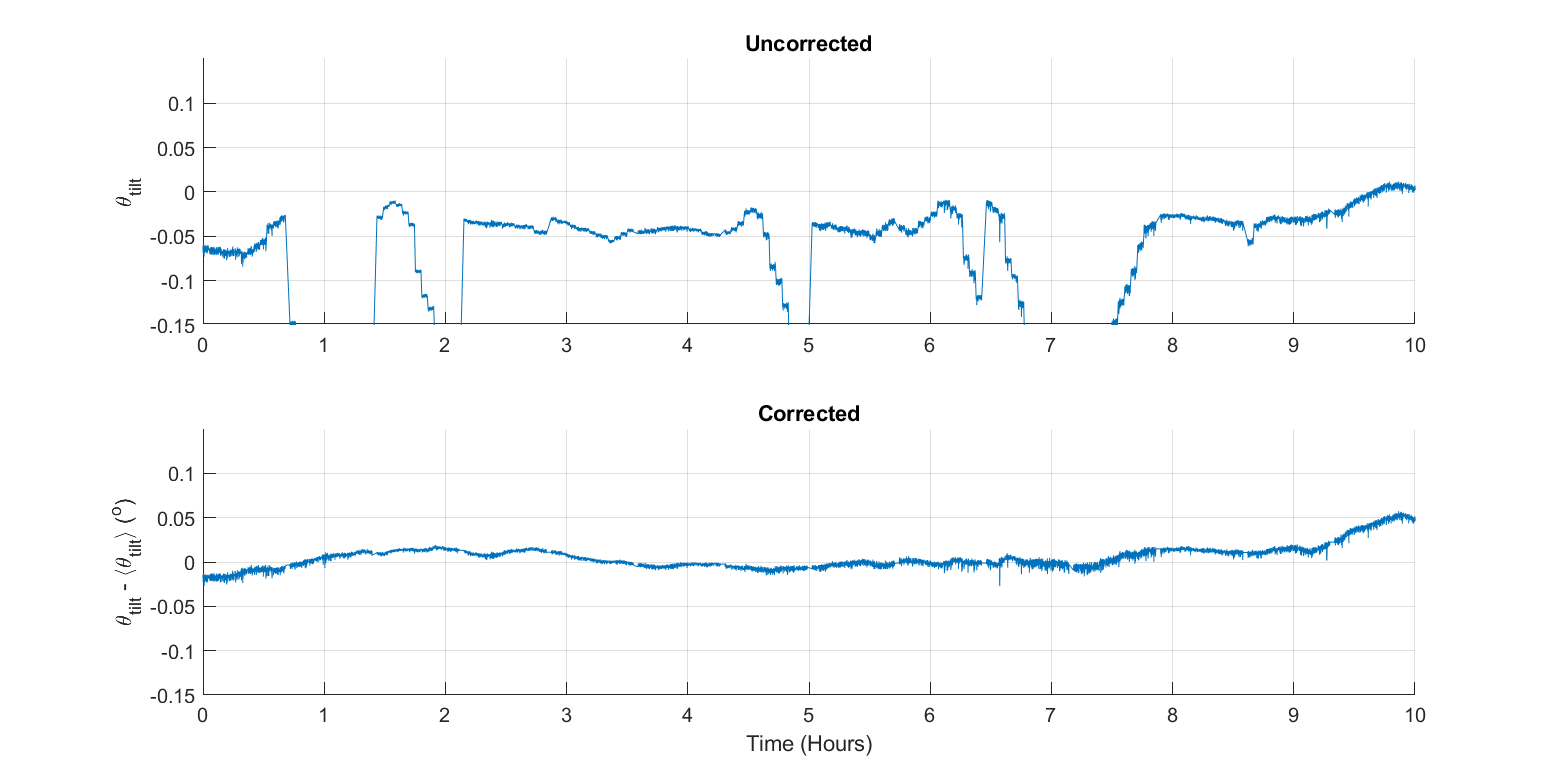 Uncorrected
θtilt
0.1
0.05
0
-0.05
-0.1
-0.15
0 1 2 3 4 5 6 7 8 9 10
Corrected
θtilt - ⟨θtilt⟩ (o)
0.1
0.05
0
-0.05
-0.1
-0.15
0 1 2 3 4 5 6 7 8 9 10
Time (Hours)